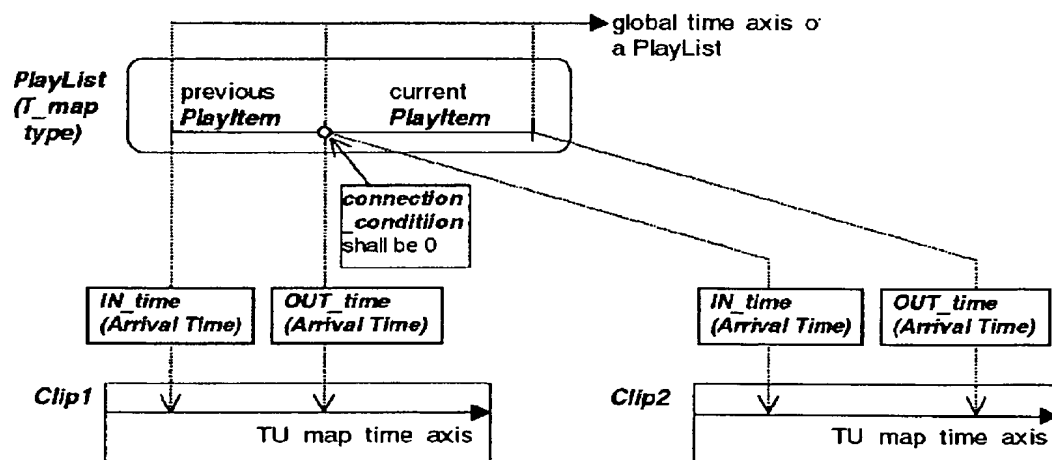 global time axis o
a PlayList
PlayList
(T_map
type)
previous
PlayItem
current
PlayItem
connection
_conditiion
shall be 0
IN_time
(Arrival Time)
OUT_time
(Arrival Time)
IN_time
(Arrival Time)
OUT_time
(Arrival Time)
Clip1
TU map time axis
Clip2
TU map time axis